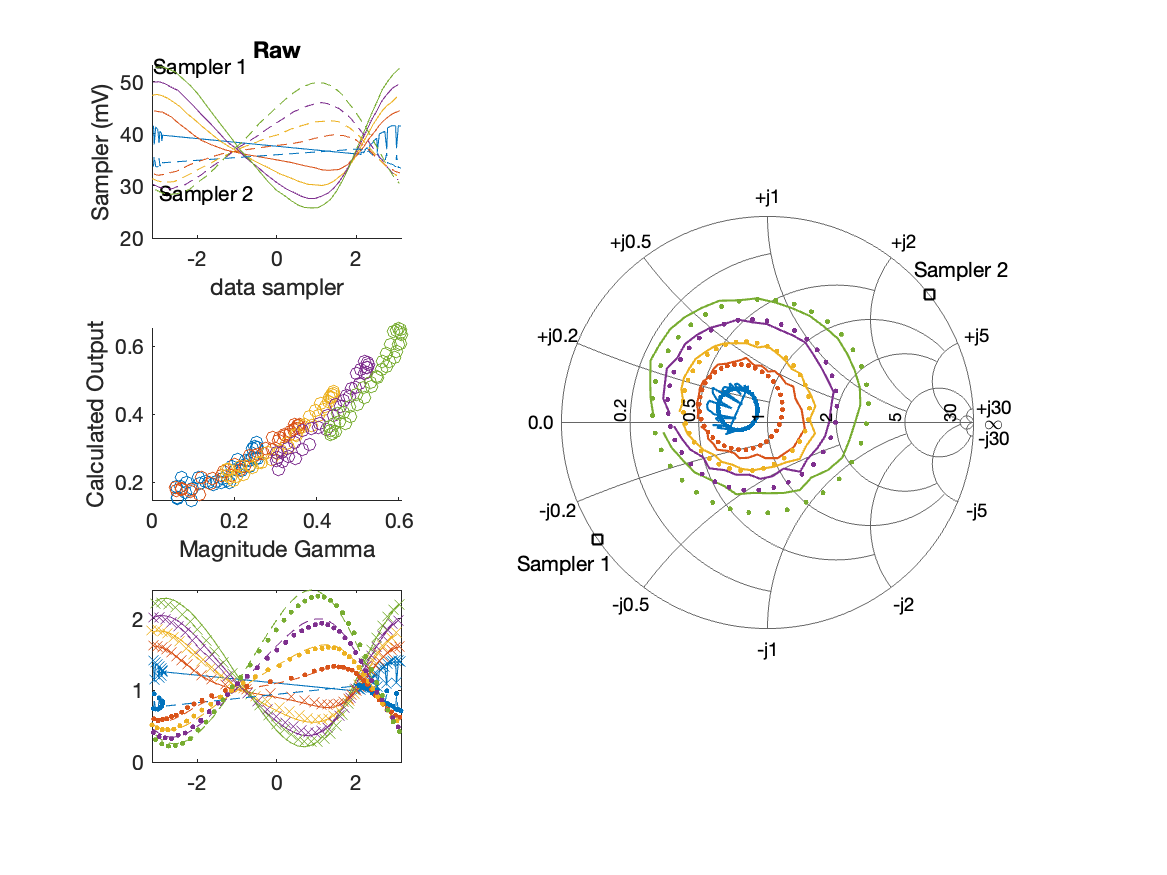 Raw
Sampler 1
50
40
30
20
Sampler (mV)
Sampler 2
-2 0 2
data sampler
0.6
0.4
0.2
Calculated Output
0 0.2 0.4 0.6
Magnitude Gamma
2
1
0
-2 0 2
+j1
+j0.5
+j2
Sampler 2
+j0.2
+j5
0.0
0.2
0.5
1
2
5
30
+j30
∞
-j30
-j0.2
-j5
Sampler 1
-j0.5
-j2
-j1